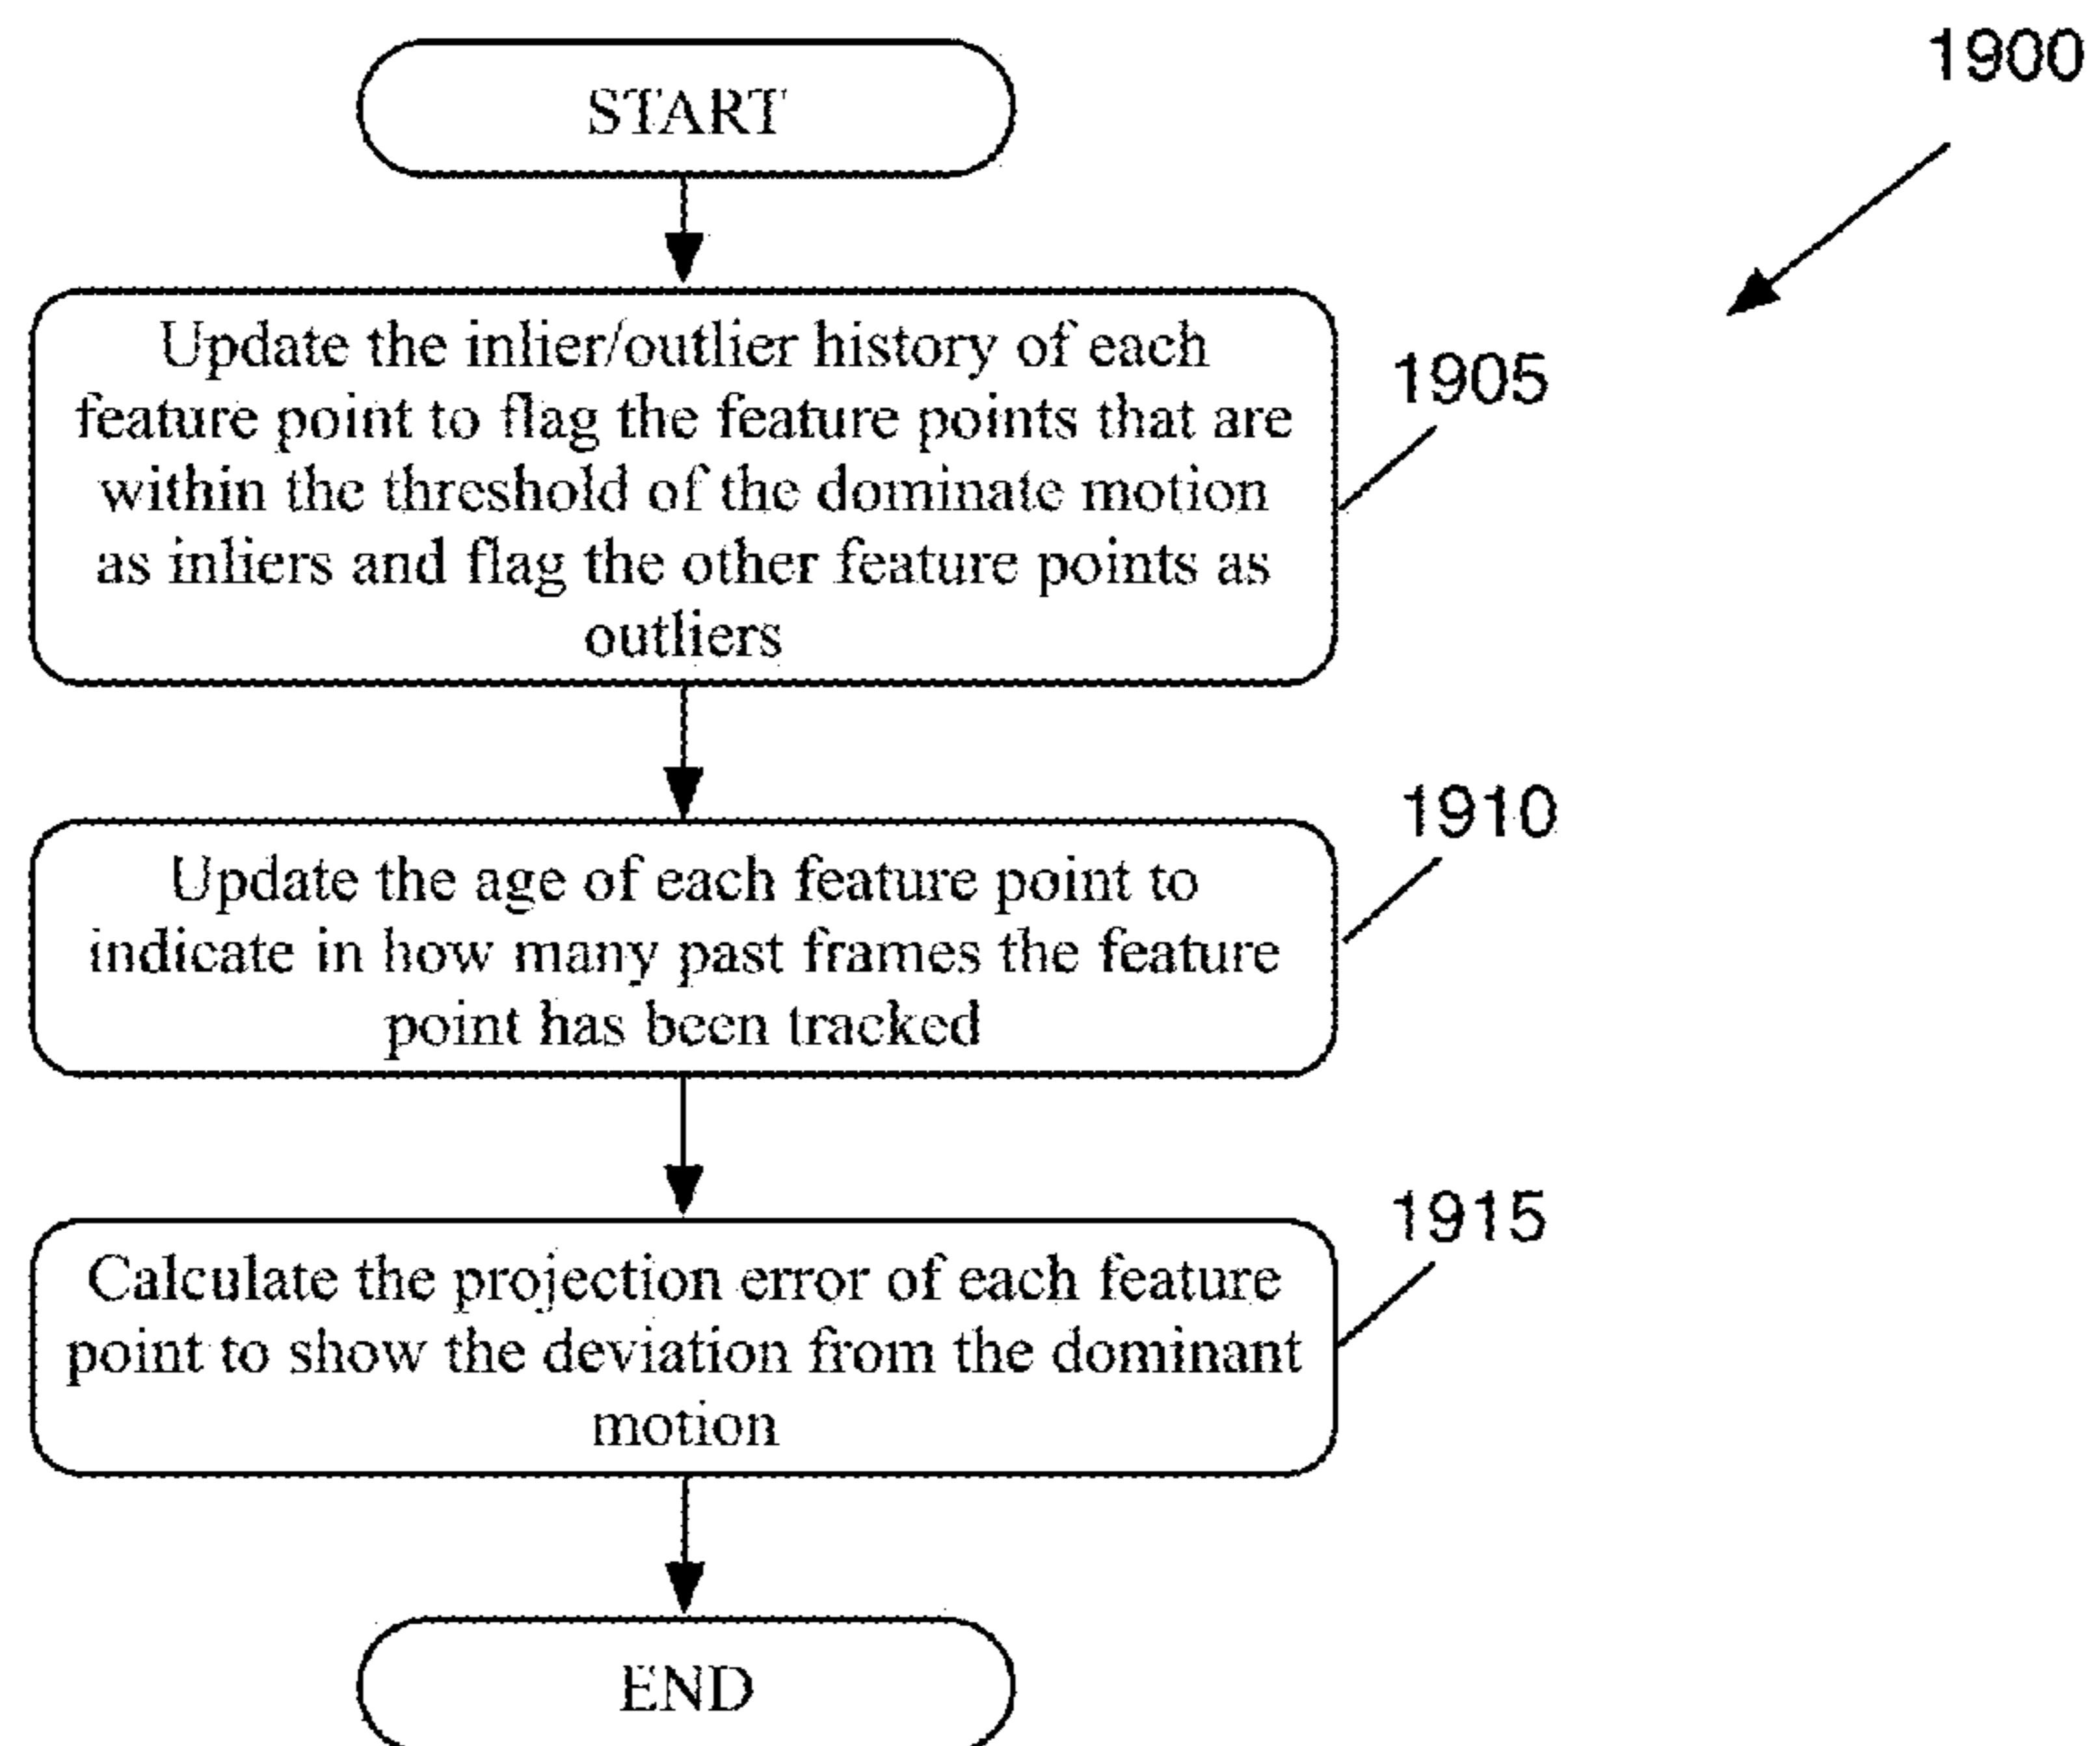 START
1900
Update the inlier/outlier history of each
feature point to flag the feature points that are
within the threshold of the dominate motion
as inliers and flag the other feature points as
outliers
1905
Update the age of each feature point to
indicate in how many past frames the feature
point has been tracked
1910
Calculate the projection error of each feature
point to show the deviation from the dominant
motion
1915
END